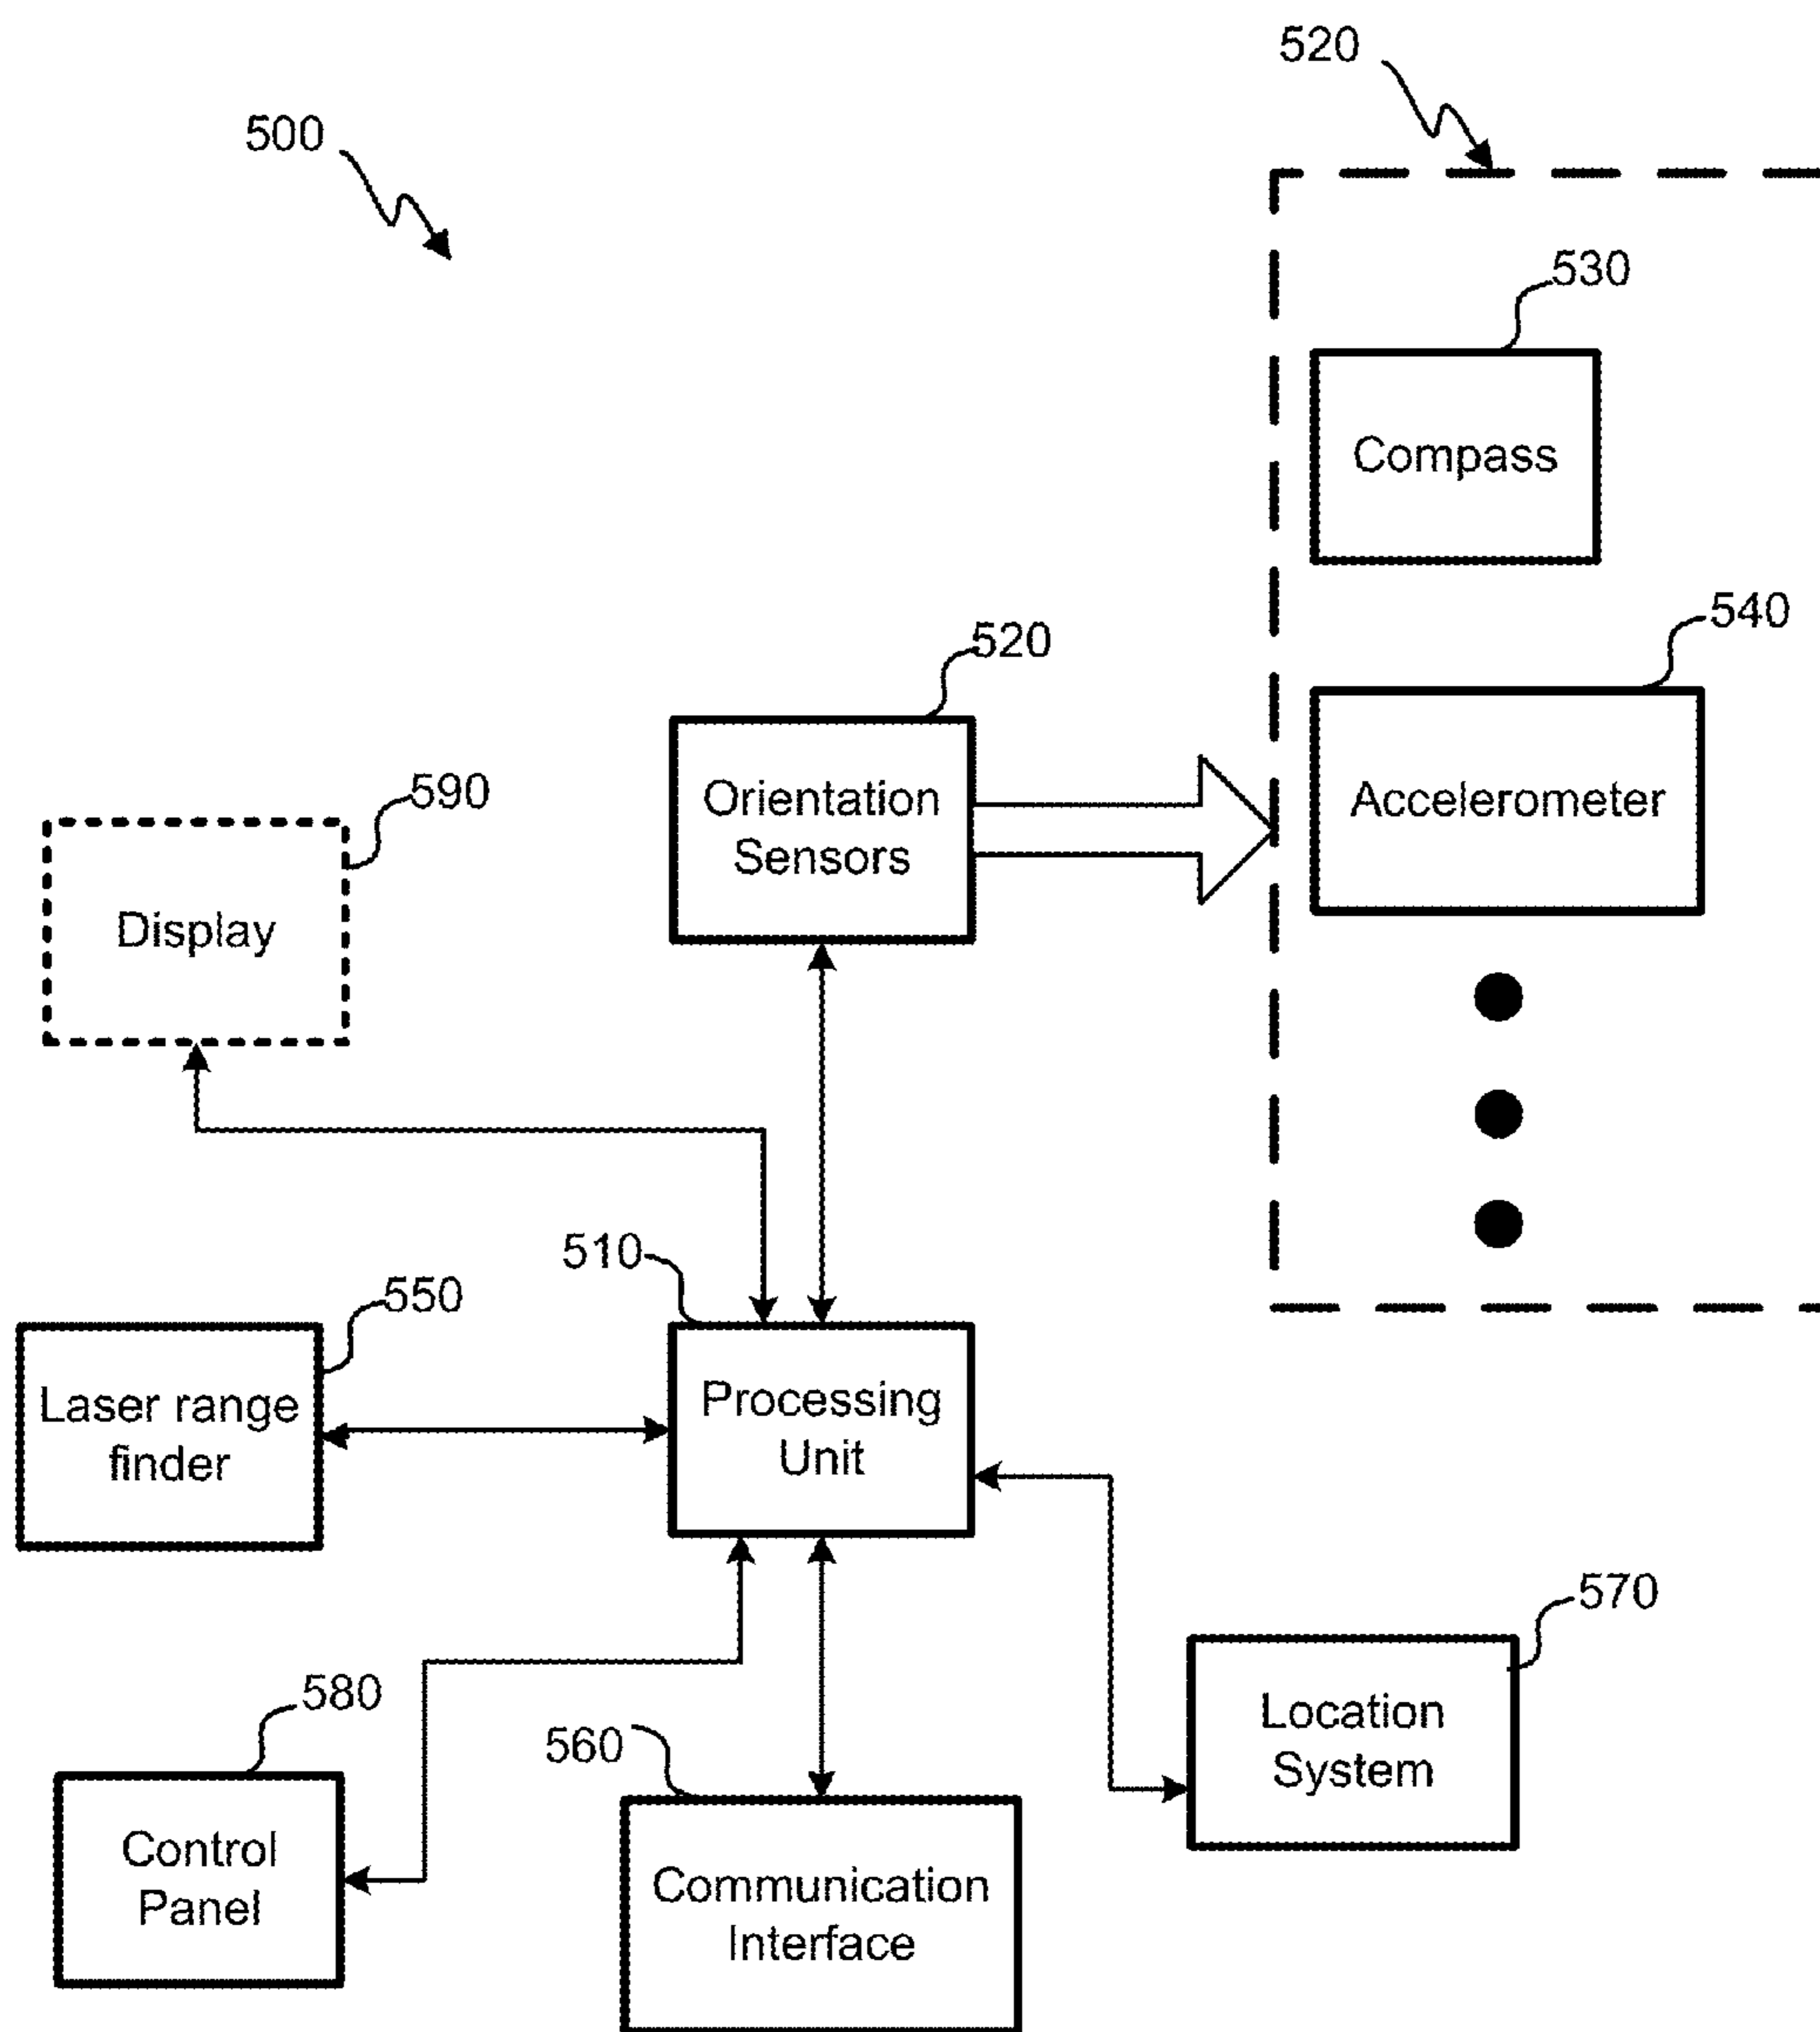 520
500
530
Compass
540
Accelerometer
520
Orientation
Sensors
590
Display
510
Processing
Unit
550
Laser range
finder
570
Location
System
580
Control
Panel
560
Communication
Interface